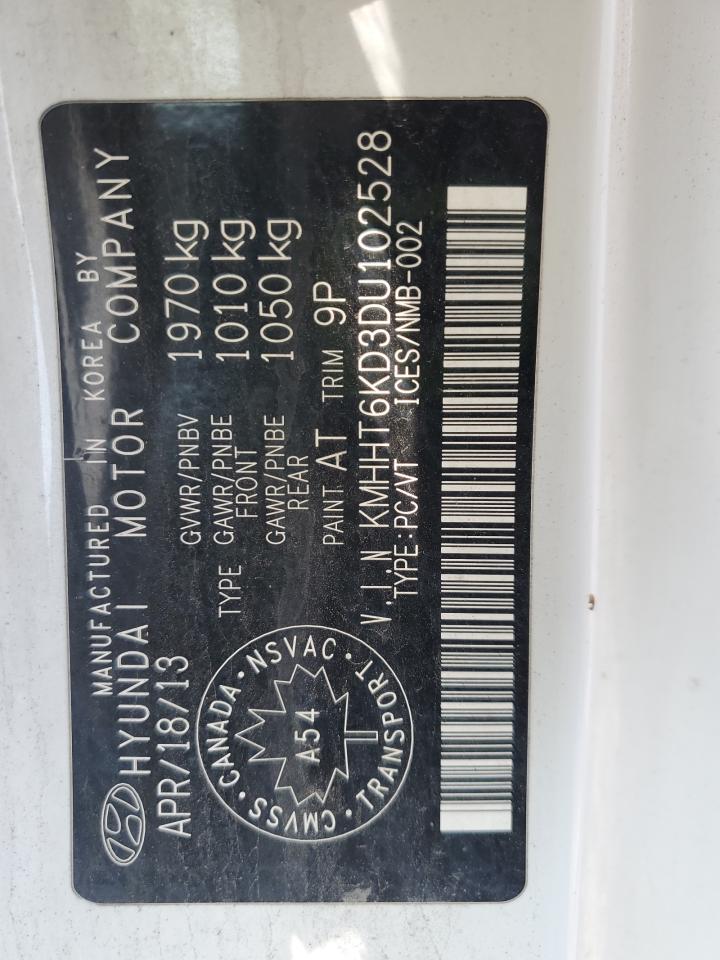 MANUFACTURED IN KOREA BY
HYUNDAI MOTOR COMPANY
APR/18/13
GVWR/PNBV 1970 kg
TYPE GAWR/PNBE 1010 kg
FRONT
GAWR/PNBE 1050 kg
REAR
PAINT AT TRIM 9P
V.I.N KMHHT6KD3DU102528
TYPE:PC/VT ICES/NMB-002
CMVSS · CANADA · NSVAC · TRANSPORT ·
A54